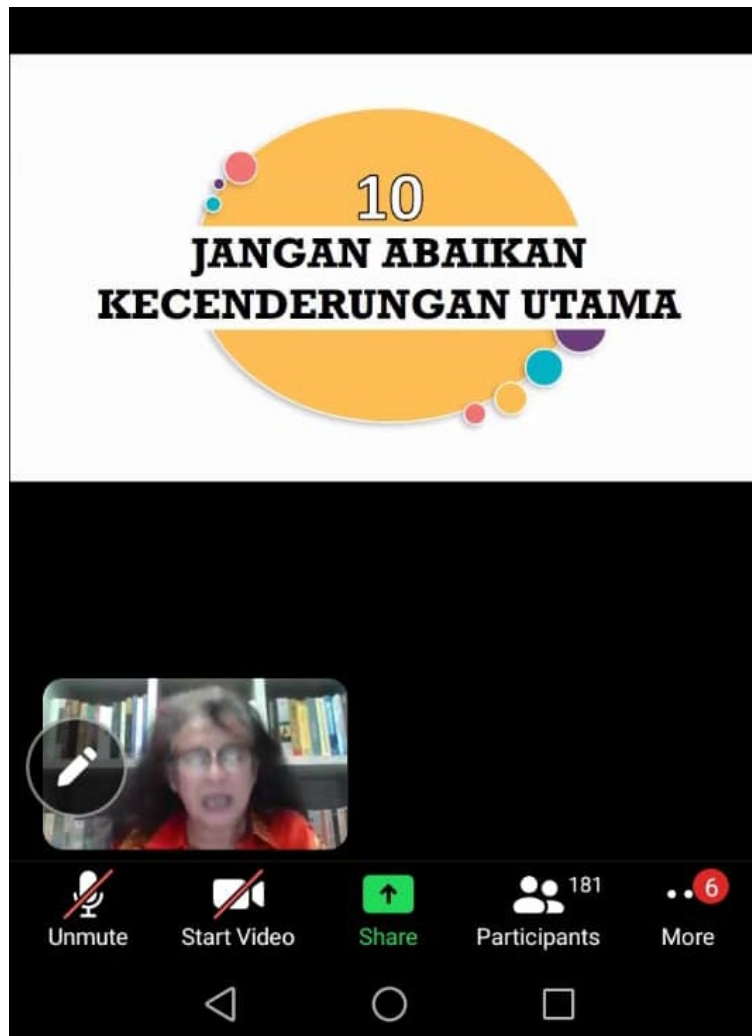 10
JANGAN ABAIKAN
KECENDERUNGAN UTAMA
181
6
Unmute
Start Video
Share
Participants
More